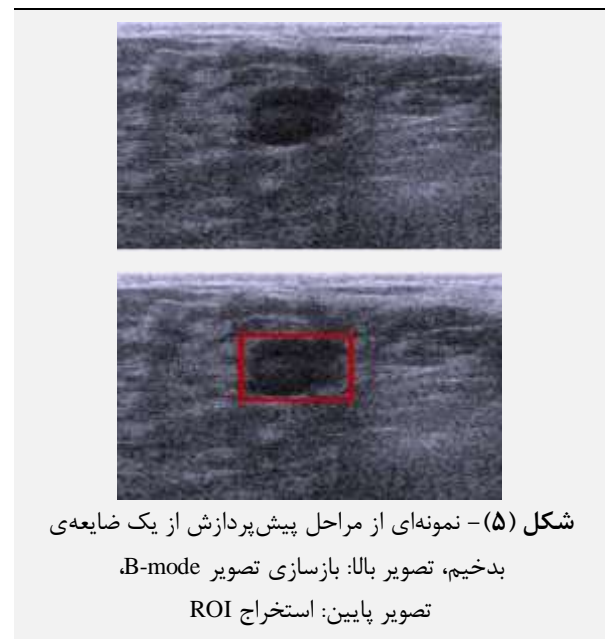 شکل (۵)- نمونه‌ای از مراحل پیش‌پردازش از یک ضایعه‌ی
بدخیم، تصویر بالا: بازسازی تصویر B-mode،
تصویر پایین: استخراج ROI